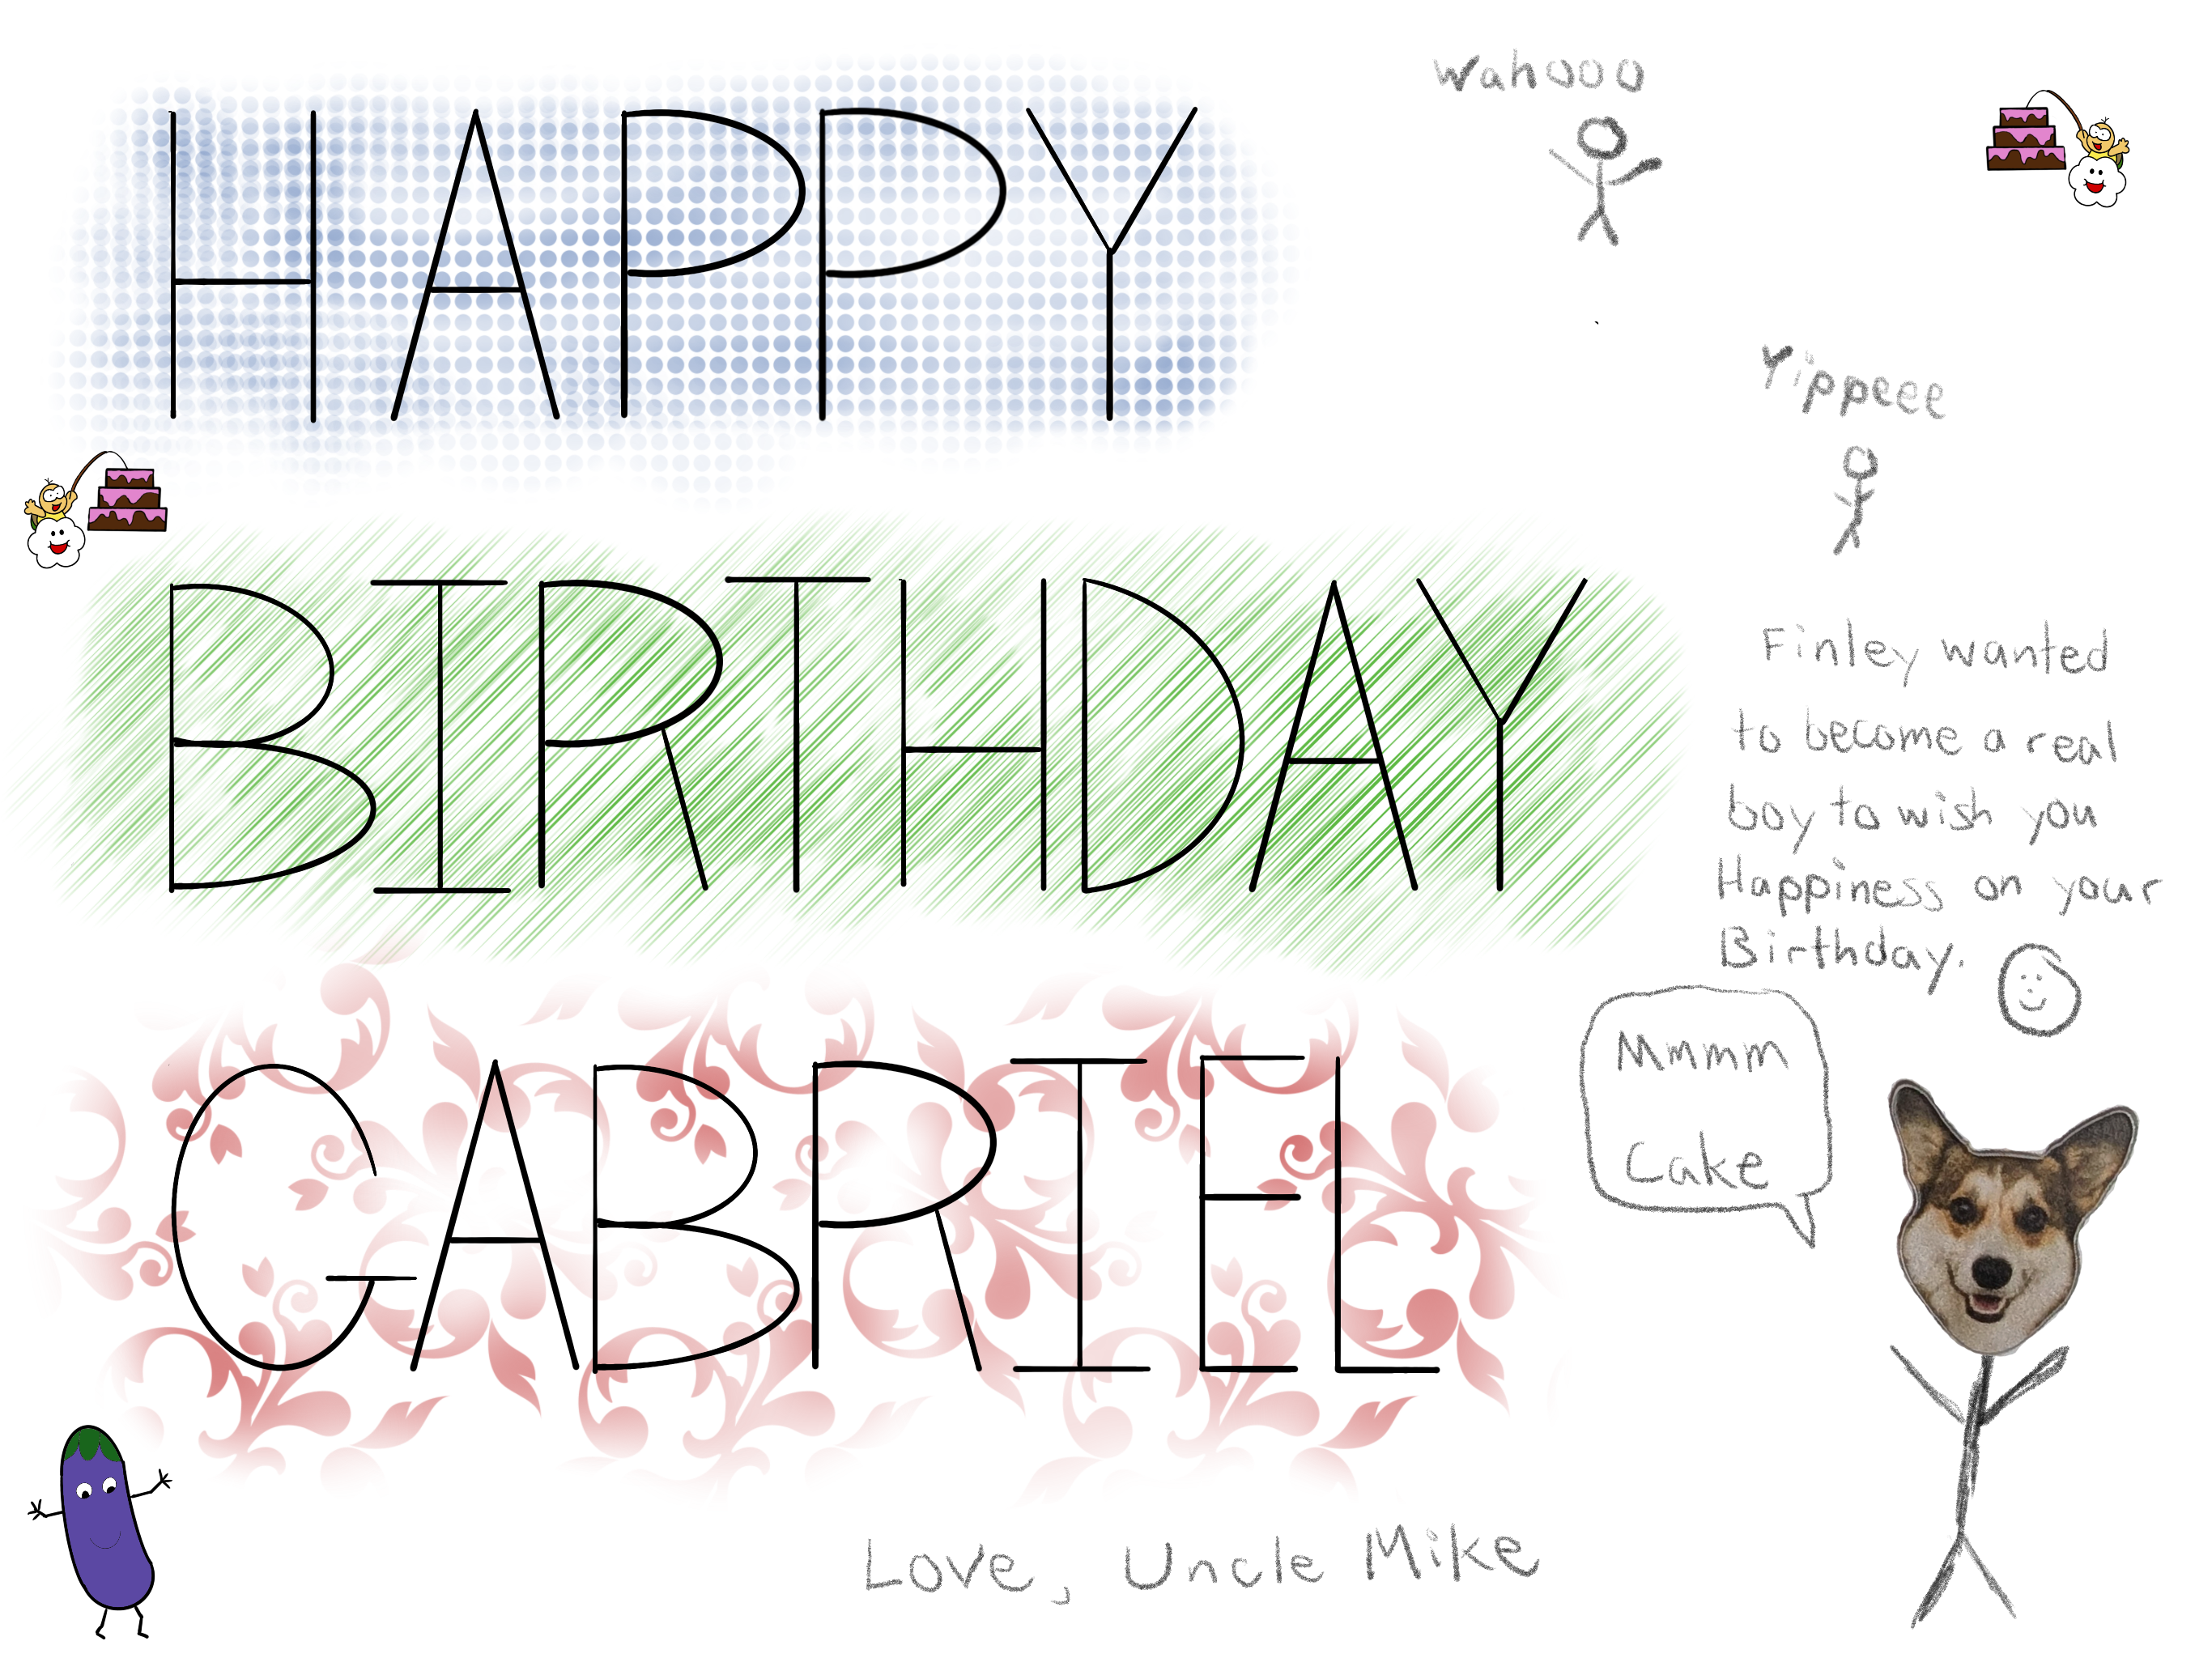 HAPPY
BIRTHDAY
GABRIEL
Wahooo
Yippeee
Finley wanted
to become a real
boy to wish you
Happiness on your
Birthday.
Mmmm
Cake
Love, Uncle Mike